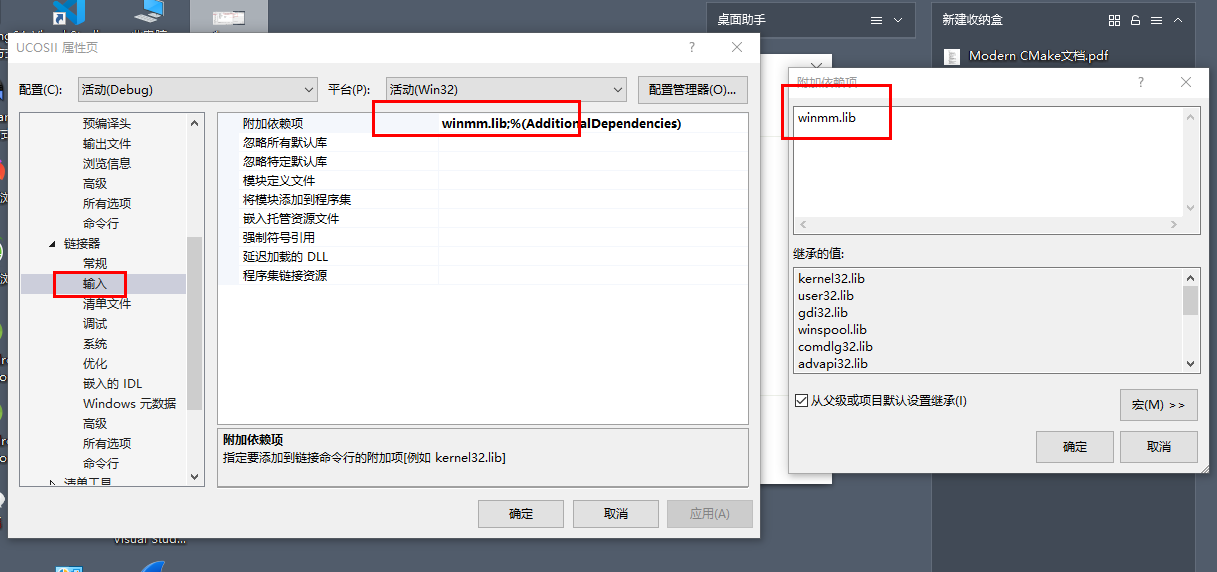 桌面助手
新建收纳盒
Modern CMake文档.pdf
UCOSII 属性页
配置(C):
活动(Debug)
平台(P):
活动(Win32)
配置管理器(O)...
预编译头
输出文件
浏览信息
高级
所有选项
命令行
链接器
常规
输入
清单文件
调试
系统
优化
嵌入的 IDL
Windows 元数据
高级
所有选项
命令行
清单工具
附加依赖项
winmm.lib;%(AdditionalDependencies)
忽略所有默认库
忽略特定默认库
模块定义文件
将模块添加到程序集
嵌入托管资源文件
强制符号引用
延迟加载的 DLL
程序集链接资源
附加依赖项
指定要添加到链接命令行的附加项[例如 kernel32.lib]
确定
取消
应用(A)
附加依赖项
winmm.lib
继承的值:
kernel32.lib
user32.lib
gdi32.lib
winspool.lib
comdlg32.lib
advapi32.lib
从父级或项目默认设置继承(I)
宏(M) >>
确定
取消
Visual Stud...